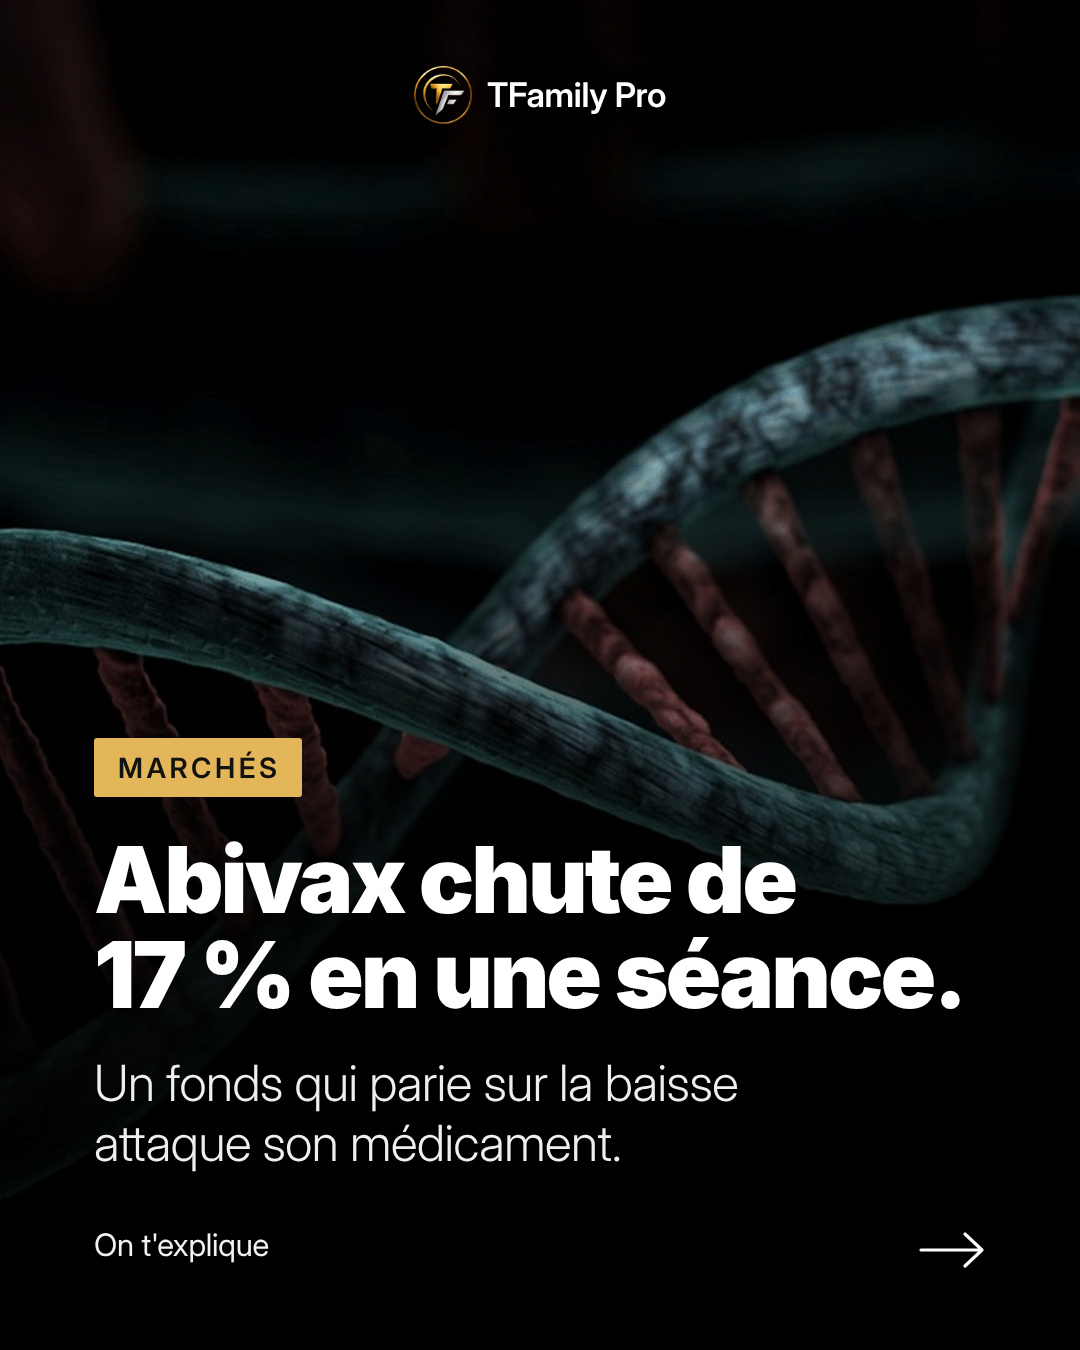 TF TFamily Pro
MARCHÉS
Abivax chute de
17 % en une séance.
Un fonds qui parie sur la baisse
attaque son médicament.
On t'explique